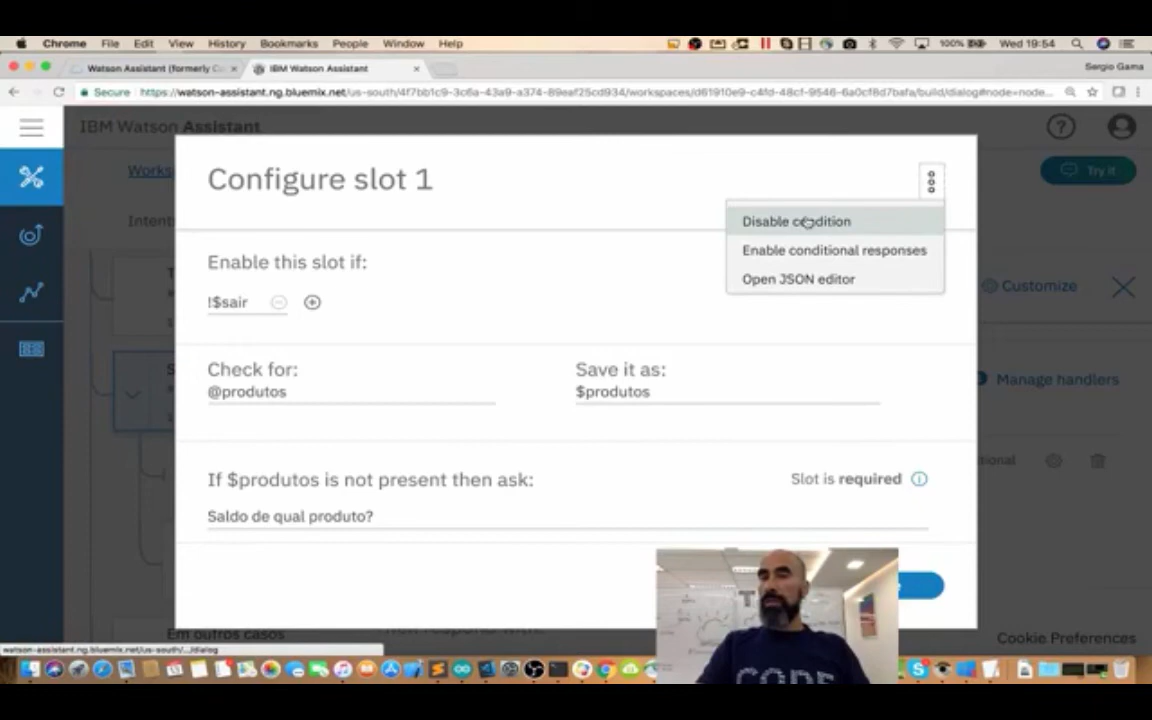 Chrome File Edit View History Bookmarks People Window Help 100% Wed 19:54
Watson Assistant (formerly Co × IBM Watson Assistant × Sergio Gama
Secure https://watson-assistant.ng.bluemix.net/us-south/4f7bb1c9-3c6a-43a9-a374-89eaf25cd934/workspaces/d61910e9-c4fd-48cf-9546-6a0cf8d7bafa/build/dialog#node=node...
IBM Watson Assistant
Works
Try it
Configure slot 1
Intent
Disable condition
Enable conditional responses
Open JSON editor
Enable this slot if:
!$sair
Customize
Check for:
@produtos
Save it as:
$produtos
Manage handlers
If $produtos is not present then ask:
Slot is required
Saldo de qual produto?
tional
Em outros casos
Cookie Preferences
watson-assistant.ng.bluemix.net/us-south/.../dialog
CODE